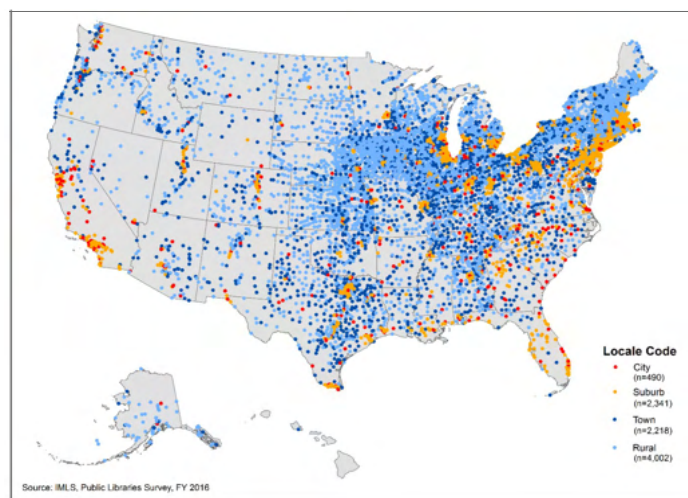 Locale Code
City
(n=490)
Suburb
(n=2,341)
Town
(n=2,218)
Rural
(n=4,002)
Source: IMLS, Public Libraries Survey, FY 2016